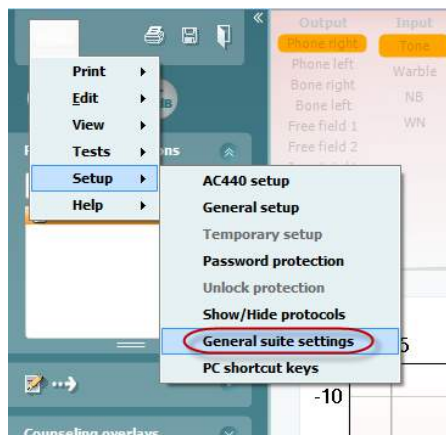 Output Input
Phone right Tone
Phone left Warble
Bone right NB
Bone left WN
Free field 1
Free field 2
Print
Edit
View
Tests
Setup
Help
ns
AC440 setup
General setup
Temporary setup
Password protection
Unlock protection
Show/Hide protocols
General suite settings
PC shortcut keys
5
-10
Counseling overlays